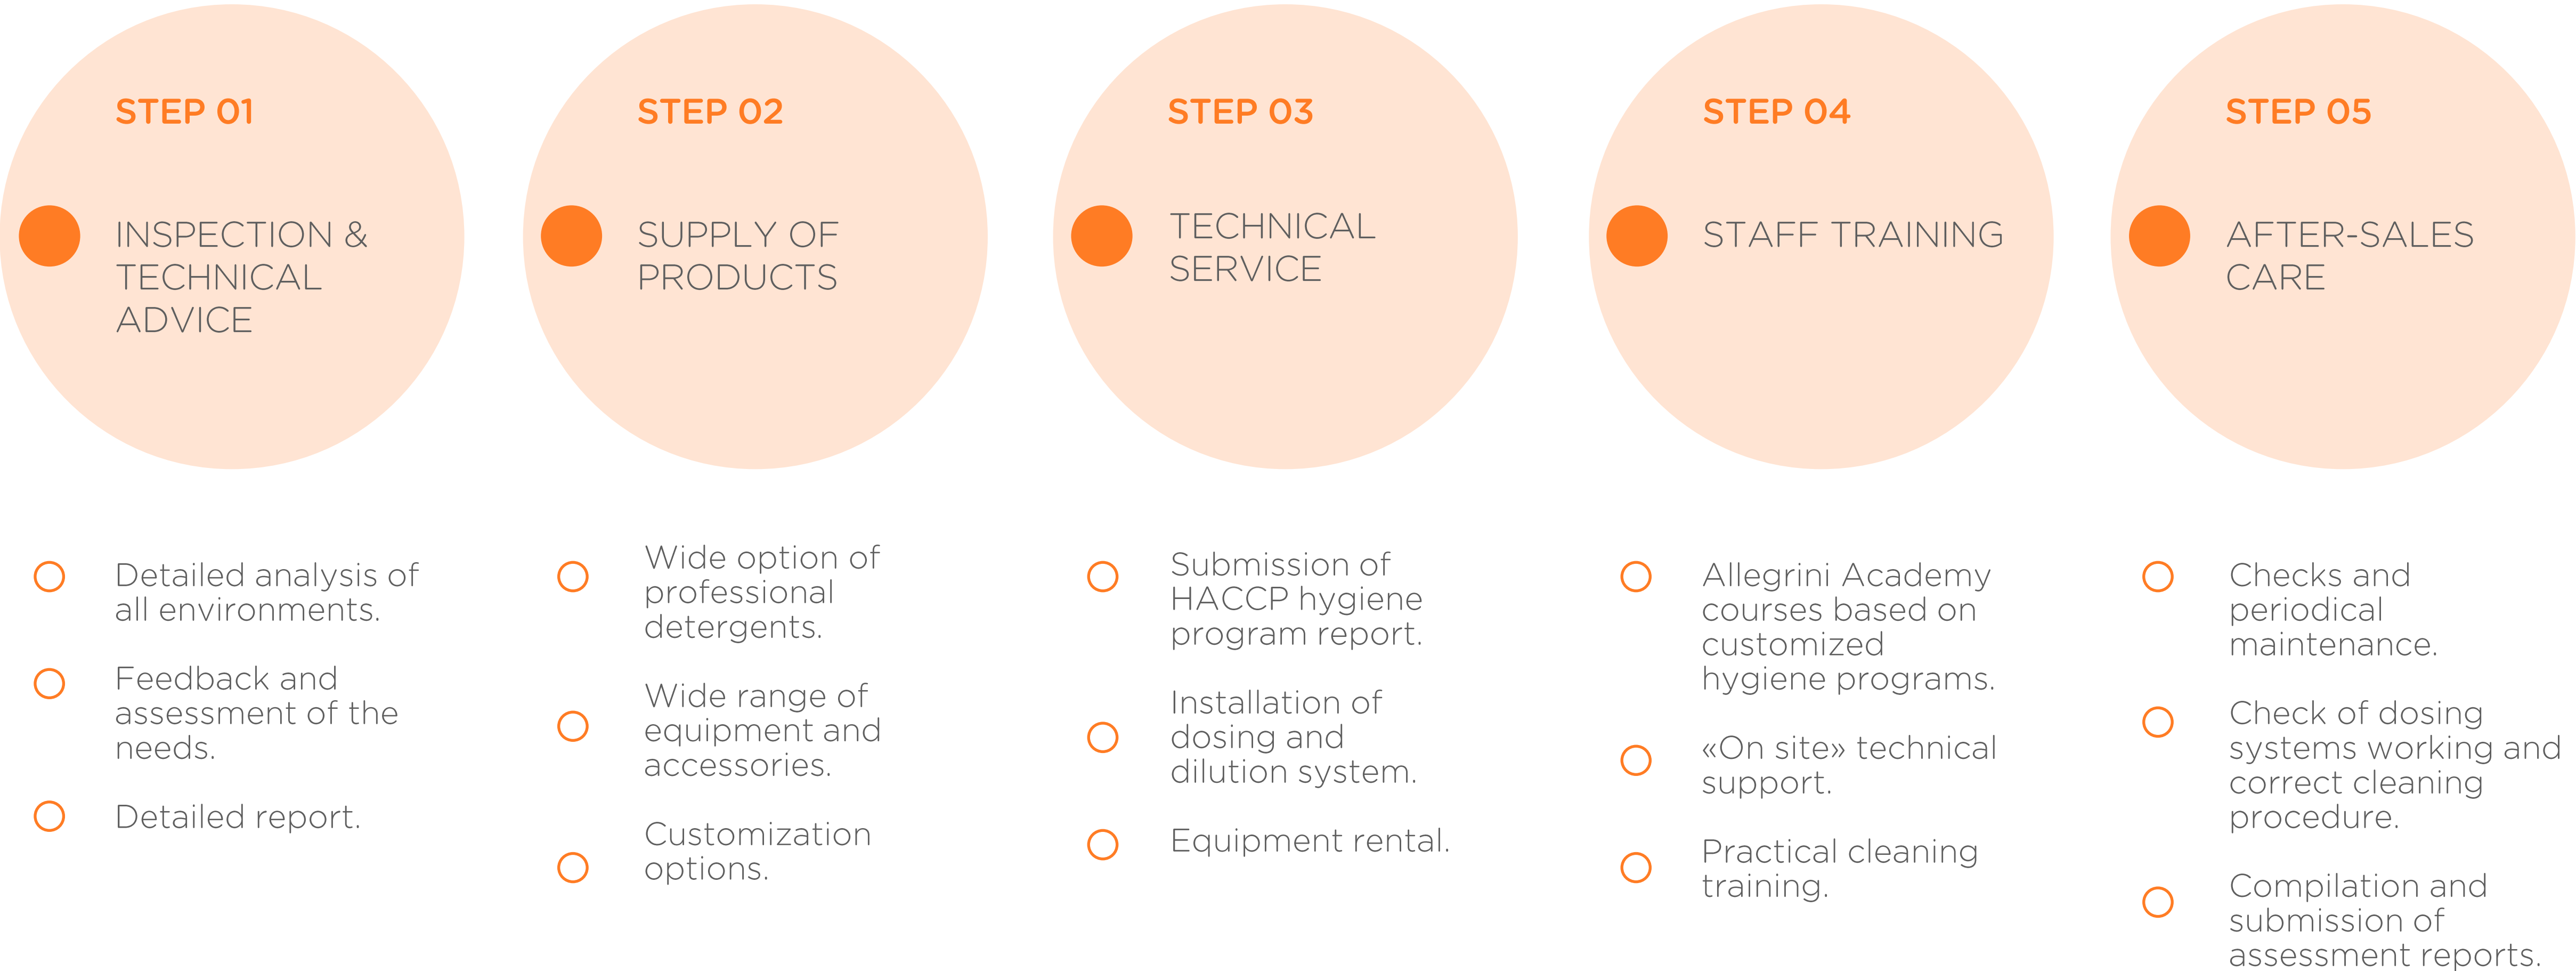 STEP 01
INSPECTION &
TECHNICAL
ADVICE
Detailed analysis of
all environments.
Feedback and
assessment of the
needs.
Detailed report.
STEP 02
SUPPLY OF
PRODUCTS
Wide option of
professional
detergents.
Wide range of
equipment and
accessories.
Customization
options.
STEP 03
TECHNICAL
SERVICE
Submission of
HACCP hygiene
program report.
Installation of
dosing and
dilution system.
Equipment rental.
STEP 04
STAFF TRAINING
Allegrini Academy
courses based on
customized
hygiene programs.
«On site» technical
support.
Practical cleaning
training.
STEP 05
AFTER-SALES
CARE
Checks and
periodical
maintenance.
Check of dosing
systems working and
correct cleaning
procedure.
Compilation and
submission of
assessment reports.